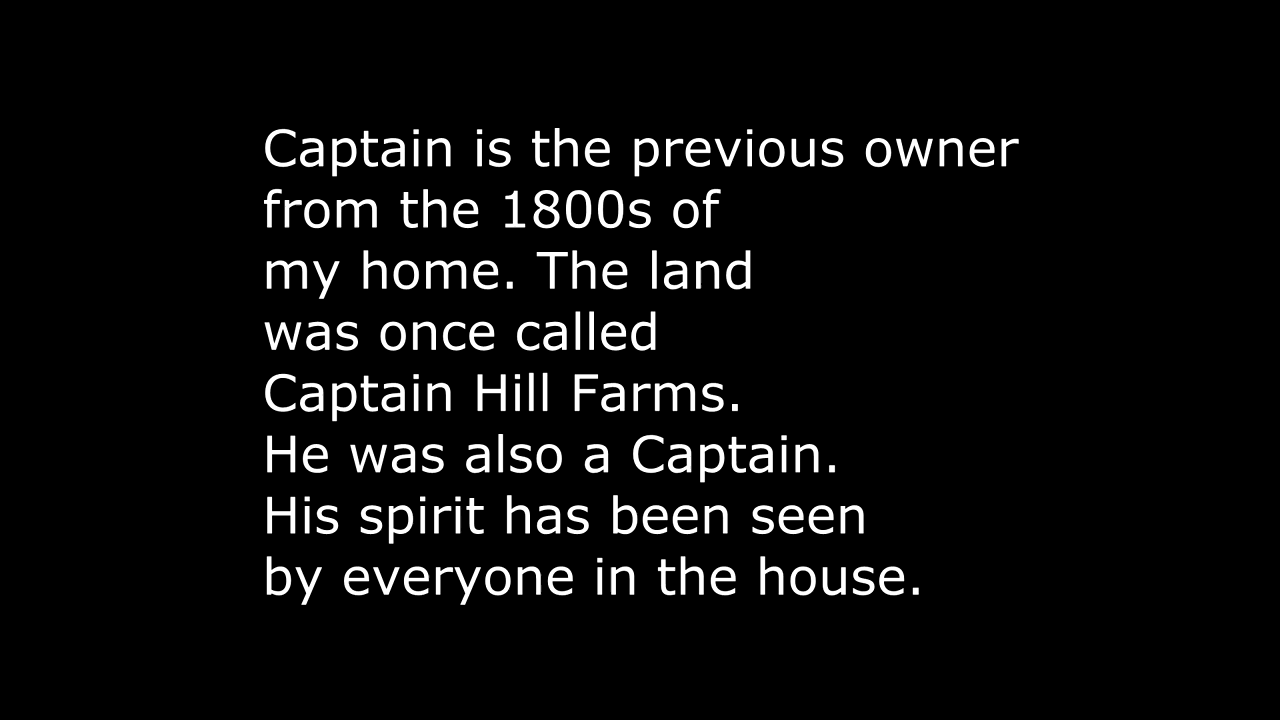 Captain is the previous owner
from the 1800s of
my home. The land
was once called
Captain Hill Farms.
He was also a Captain.
His spirit has been seen
by everyone in the house.